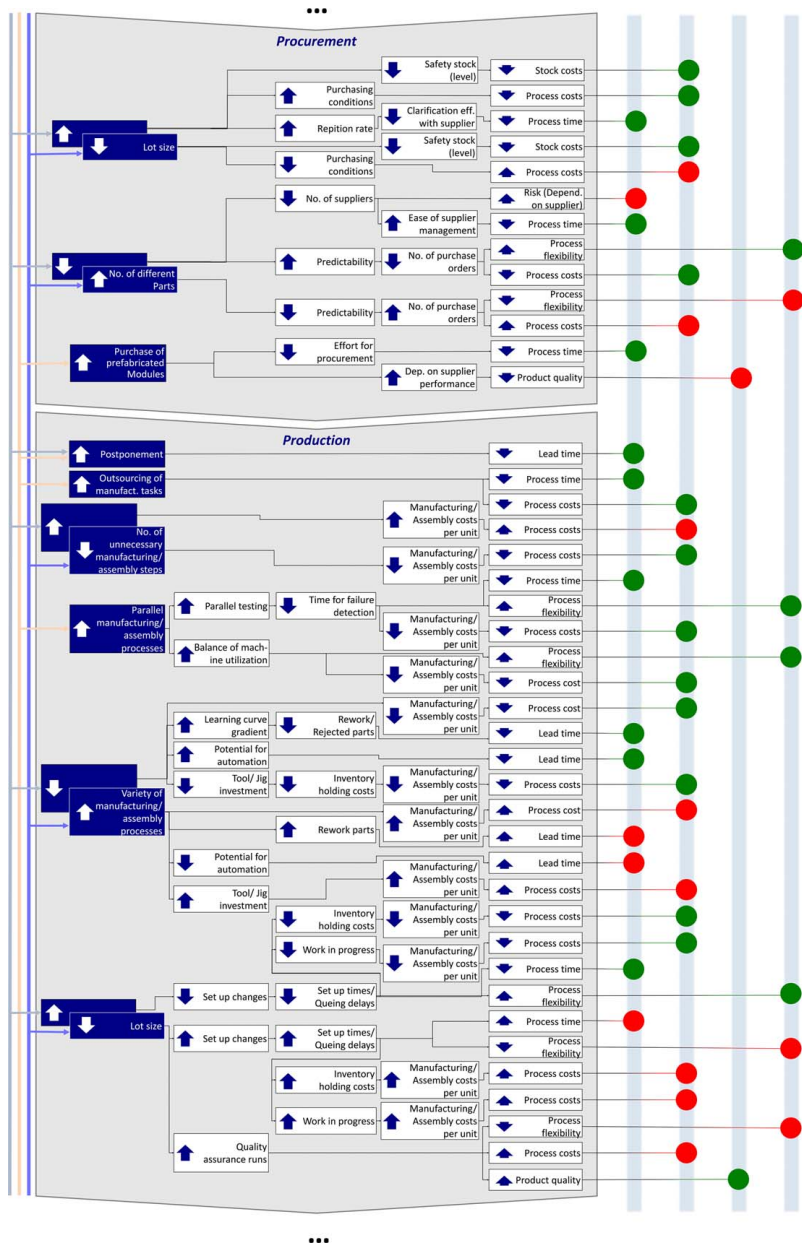 ...
Procurement
Safety stock
(level)
Stock costs
Purchasing
conditions
Process costs
Repition rate
Clarification eff.
with supplier
Process time
Lot size
Safety stock
(level)
Stock costs
Purchasing
conditions
Process costs
No. of suppliers
Risk (Depend.
on supplier)
Ease of supplier
management
Process time
Process
flexibility
No. of different
Parts
Predictability
No. of purchase
orders
Process costs
Predictability
No. of purchase
orders
Process
flexibility
Process costs
Purchase of
prefabricated
Modules
Effort for
procurement
Process time
Dep. on supplier
performance
Product quality
Production
Postponement
Lead time
Outsourcing of
manufact. tasks
Process time
Process costs
Manufacturing/
Assembly costs
per unit
Process costs
No. of
unnecessary
manufacturing/
assembly steps
Manufacturing/
Assembly costs
per unit
Process costs
Process time
Parallel
manufacturing/
assembly
processes
Parallel testing
Time for failure
detection
Process
flexibility
Manufacturing/
Assembly costs
per unit
Process costs
Balance of mach-
ine utilization
Process
flexibility
Manufacturing/
Assembly costs
per unit
Process cost
Manufacturing/
Assembly costs
per unit
Process cost
Learning curve
gradient
Rework/
Rejected parts
Lead time
Potential for
automation
Lead time
Tool/ Jig
investment
Inventory
holding costs
Manufacturing/
Assembly costs
per unit
Process costs
Variety of
manufacturing/
assembly
processes
Manufacturing/
Assembly costs
per unit
Process cost
Rework parts
Lead time
Potential for
automation
Lead time
Tool/ Jig
investment
Manufacturing/
Assembly costs
per unit
Process costs
Inventory
holding costs
Manufacturing/
Assembly costs
per unit
Process costs
Work in progress
Manufacturing/
Assembly costs
per unit
Process costs
Process time
Set up changes
Set up times/
Queing delays
Process
flexibility
Lot size
Set up changes
Set up times/
Queing delays
Process time
Process
flexibility
Inventory
holding costs
Manufacturing/
Assembly costs
per unit
Process costs
Work in progress
Manufacturing/
Assembly costs
per unit
Process costs
Process
flexibility
Quality
assurance runs
Process costs
Product quality
...